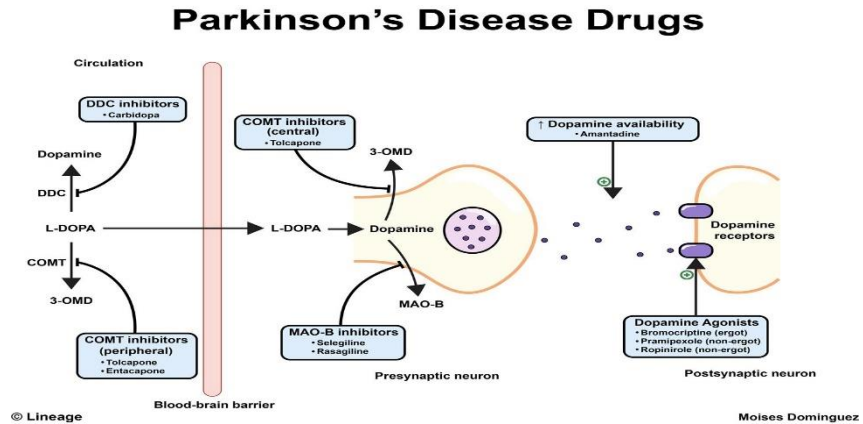 Parkinson's Disease Drugs
Circulation
DDC inhibitors
• Carbidopa
Dopamine
DDC
L-DOPA
COMT
3-OMD
COMT inhibitors
(peripheral)
• Tolcapone
• Entacapone
Blood-brain barrier
COMT inhibitors
(central)
• Tolcapone
3-OMD
L-DOPA
Dopamine
MAO-B
MAO-B inhibitors
• Selegiline
• Rasagiline
Presynaptic neuron
↑ Dopamine availability
• Amantadine
+
Dopamine
receptors
+
Dopamine Agonists
• Bromocriptine (ergot)
• Pramipexole (non-ergot)
• Ropinirole (non-ergot)
Postsynaptic neuron
© Lineage
Moises Dominguez